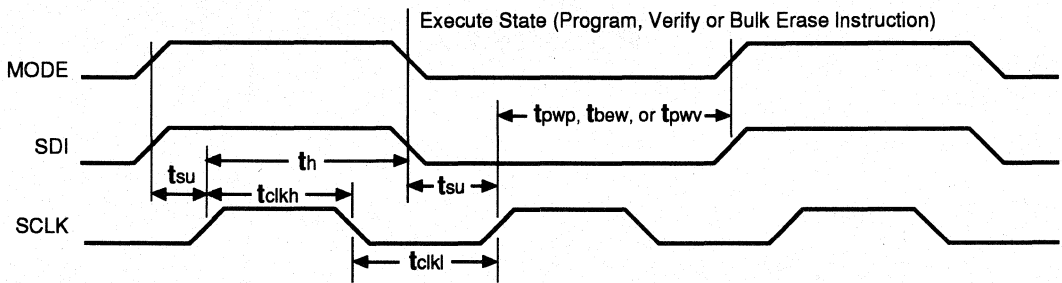 Execute State (Program, Verify or Bulk Erase Instruction)
MODE
tpwp, tbew, or tpwv
SDI
th
tsu
tclkh
tsu
SCLK
tclkl